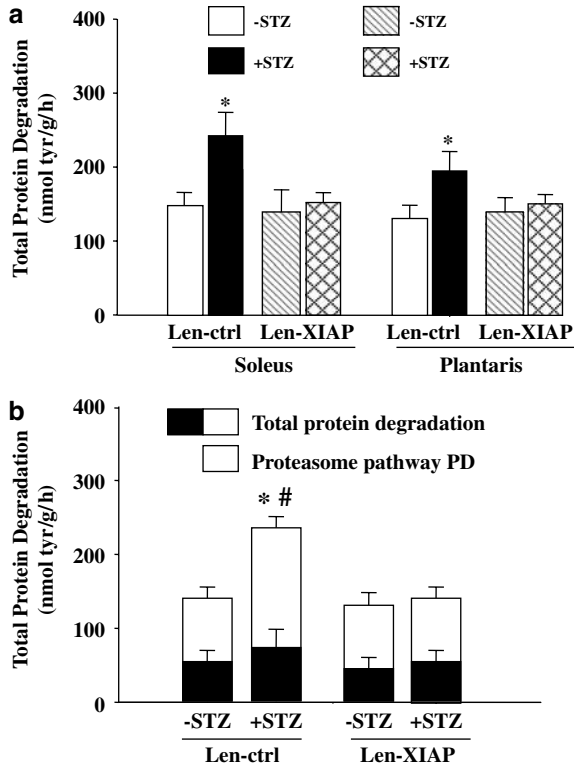 a
Total Protein Degradation
(nmol tyr/g/h)
400
300
200
100
0
-STZ
-STZ
+STZ
+STZ
*
*
Len-ctrl Len-XIAP Len-ctrl Len-XIAP
Soleus Plantaris
b
Total Protein Degradation
(nmol tyr/g/h)
400
300
200
100
0
Total protein degradation
Proteasome pathway PD
* #
-STZ +STZ -STZ +STZ
Len-ctrl Len-XIAP